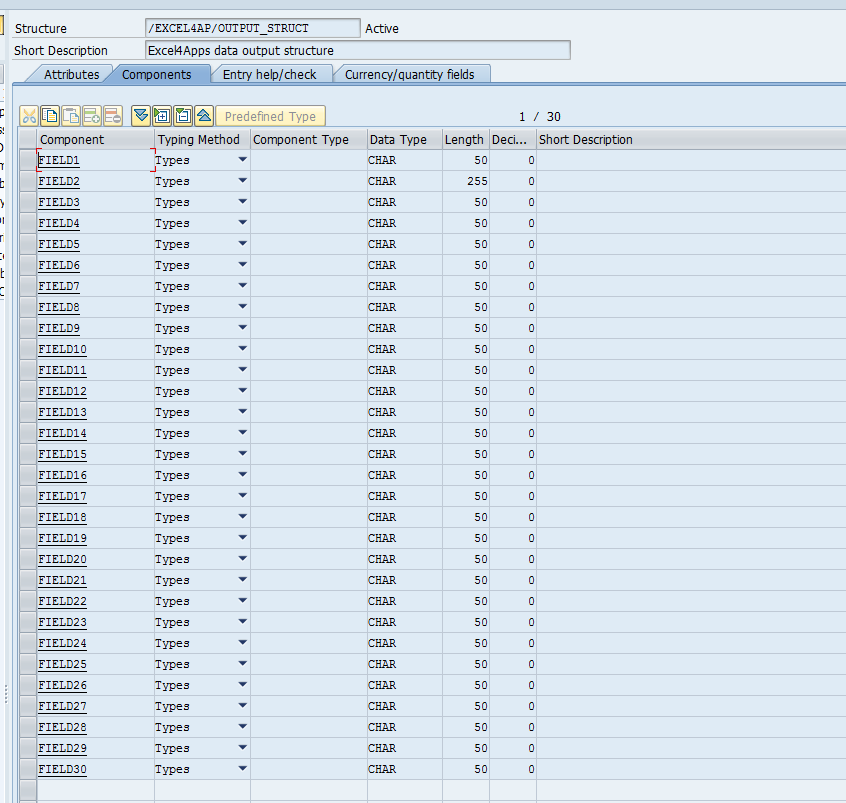 Structure /EXCEL4AP/OUTPUT_STRUCT Active
Short Description Excel4Apps data output structure
Attributes Components Entry help/check Currency/quantity fields
Predefined Type 1 / 30
Component Typing Method Component Type Data Type Length Deci... Short Description
FIELD1 Types CHAR 50 0
FIELD2 Types CHAR 255 0
FIELD3 Types CHAR 50 0
FIELD4 Types CHAR 50 0
FIELD5 Types CHAR 50 0
FIELD6 Types CHAR 50 0
FIELD7 Types CHAR 50 0
FIELD8 Types CHAR 50 0
FIELD9 Types CHAR 50 0
FIELD10 Types CHAR 50 0
FIELD11 Types CHAR 50 0
FIELD12 Types CHAR 50 0
FIELD13 Types CHAR 50 0
FIELD14 Types CHAR 50 0
FIELD15 Types CHAR 50 0
FIELD16 Types CHAR 50 0
FIELD17 Types CHAR 50 0
FIELD18 Types CHAR 50 0
FIELD19 Types CHAR 50 0
FIELD20 Types CHAR 50 0
FIELD21 Types CHAR 50 0
FIELD22 Types CHAR 50 0
FIELD23 Types CHAR 50 0
FIELD24 Types CHAR 50 0
FIELD25 Types CHAR 50 0
FIELD26 Types CHAR 50 0
FIELD27 Types CHAR 50 0
FIELD28 Types CHAR 50 0
FIELD29 Types CHAR 50 0
FIELD30 Types CHAR 50 0